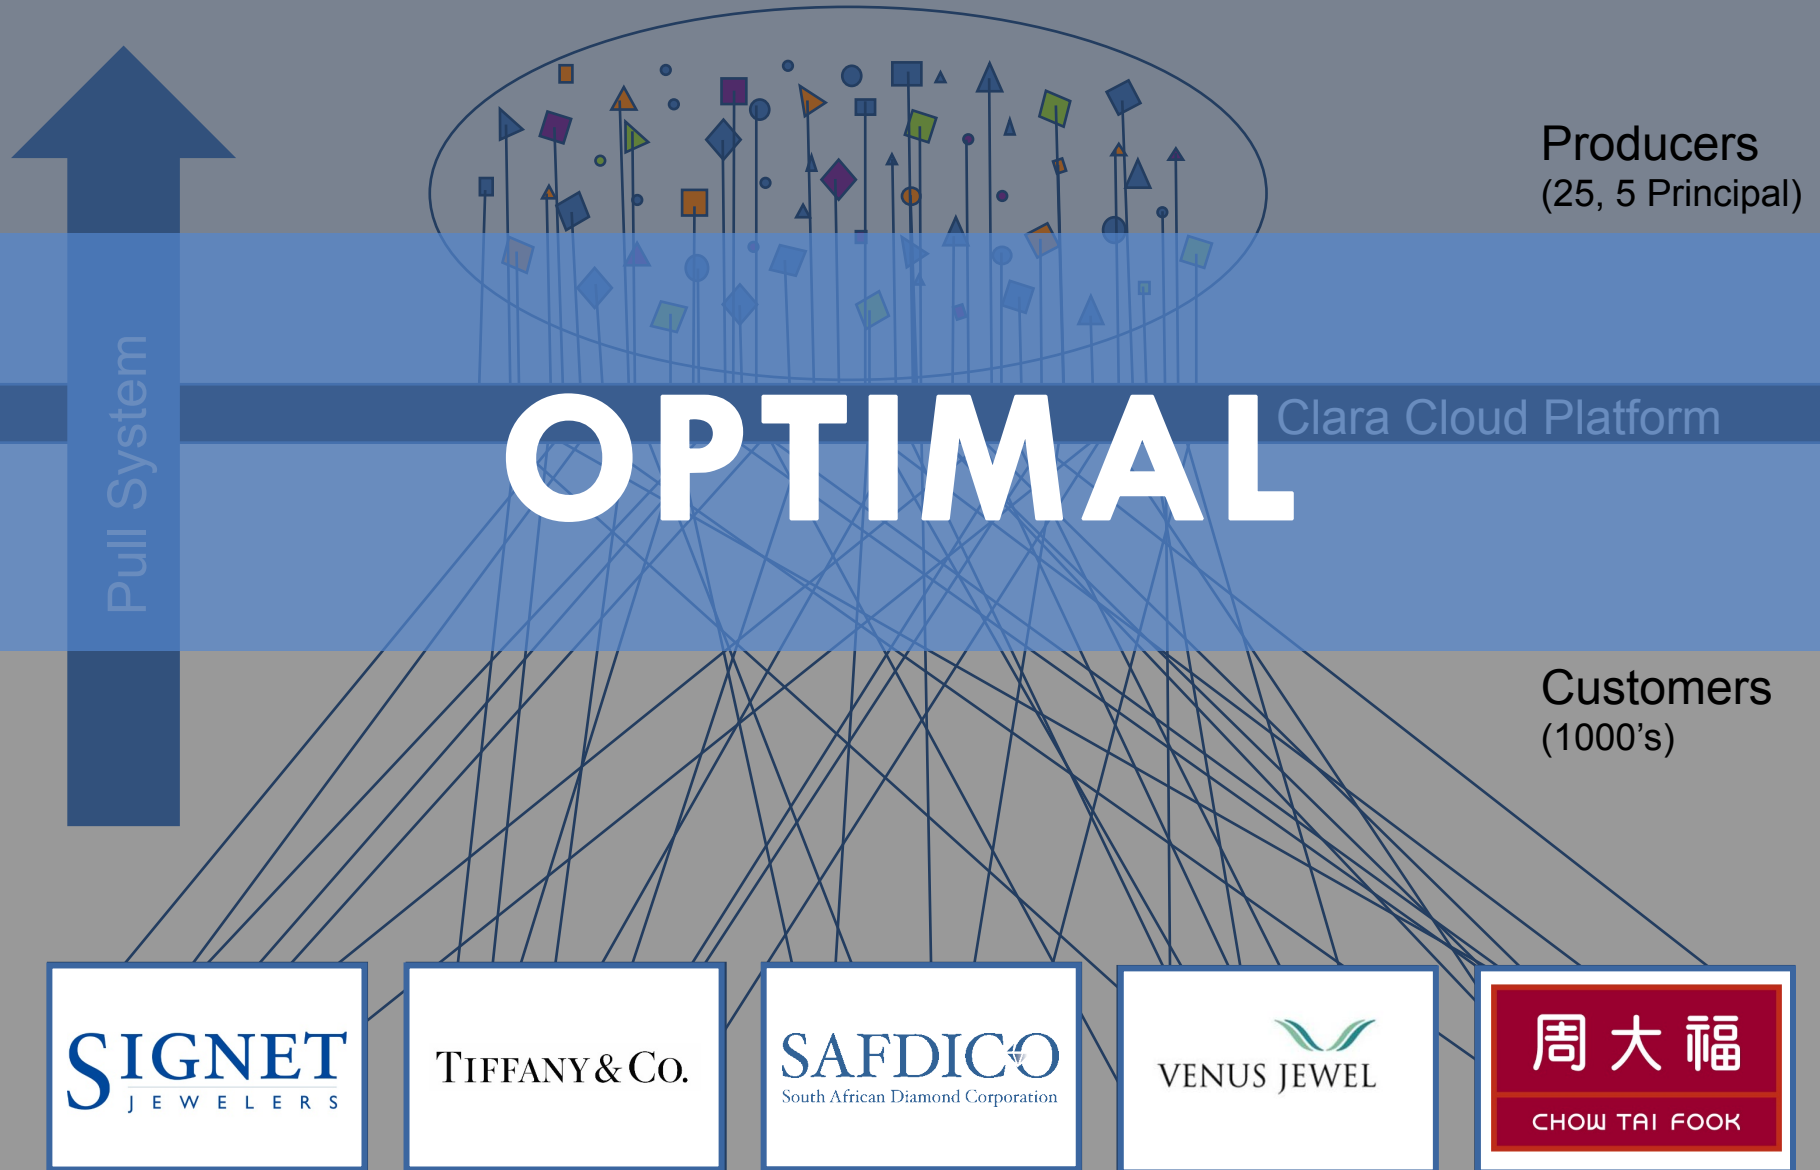 Producers
(25, 5 Principal)
Pull System
Clara Cloud Platform
OPTIMAL
Customers
(1000’s)
SIGNET
JEWELERS
TIFFANY & CO.
SAFDICO
South African Diamond Corporation
VENUS JEWEL
周大福
CHOW TAI FOOK